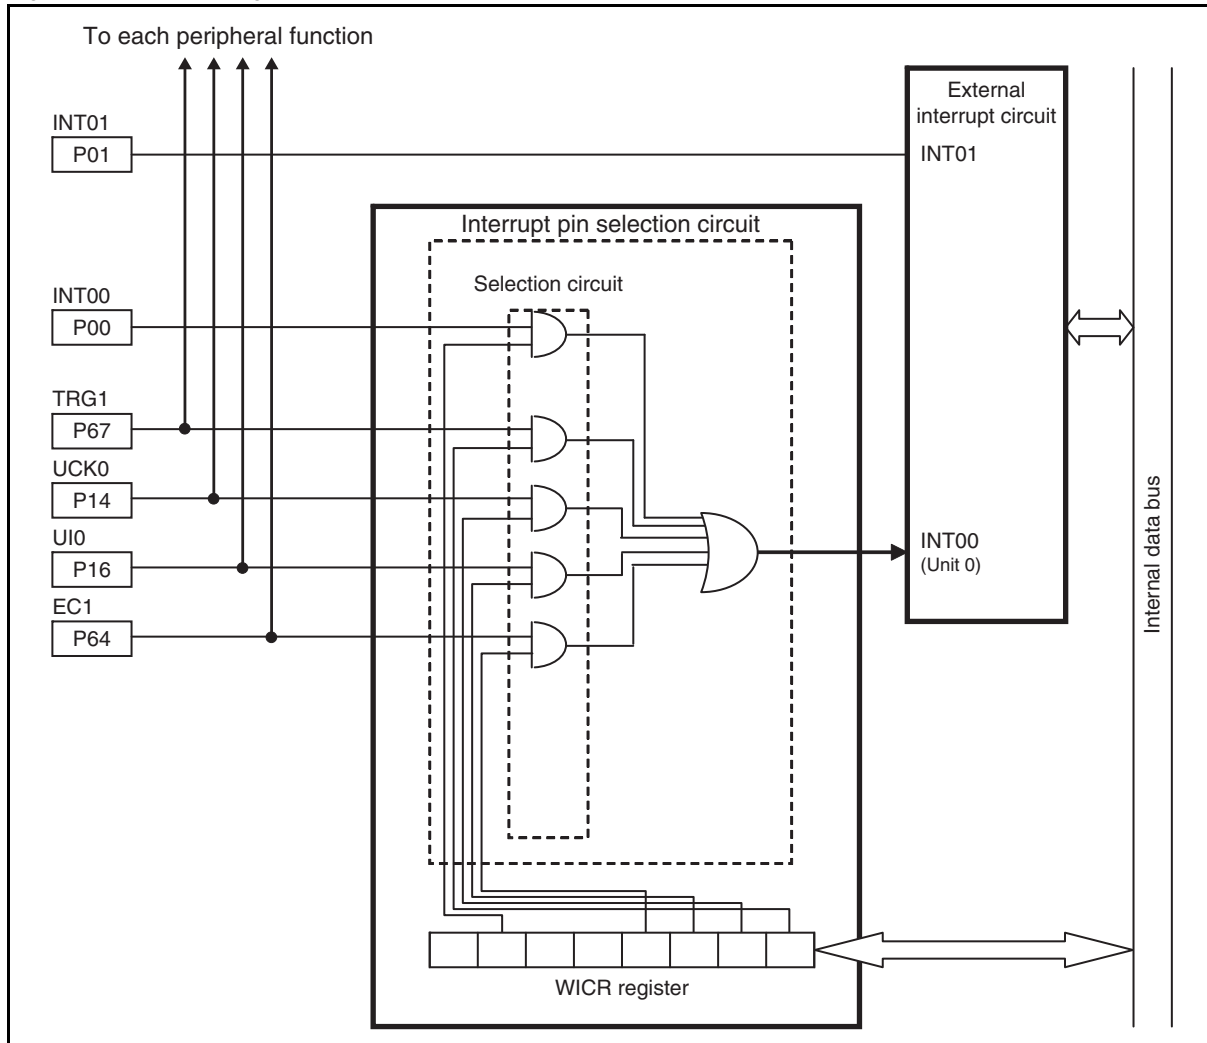 To each peripheral function
INT01
P01
External
interrupt circuit
INT01
Interrupt pin selection circuit
Selection circuit
INT00
P00
TRG1
P67
UCK0
P14
UI0
P16
EC1
P64
INT00
(Unit 0)
Internal data bus
WICR register